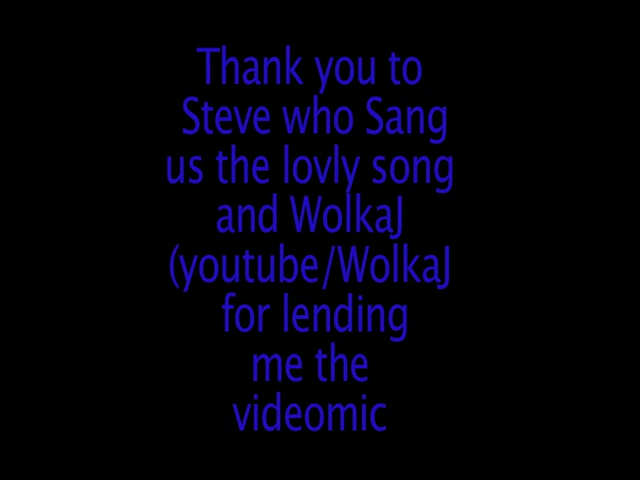 Thank you to
Steve who Sang
us the lovly song
and WolkaJ
(youtube/WolkaJ
for lending
me the
videomic